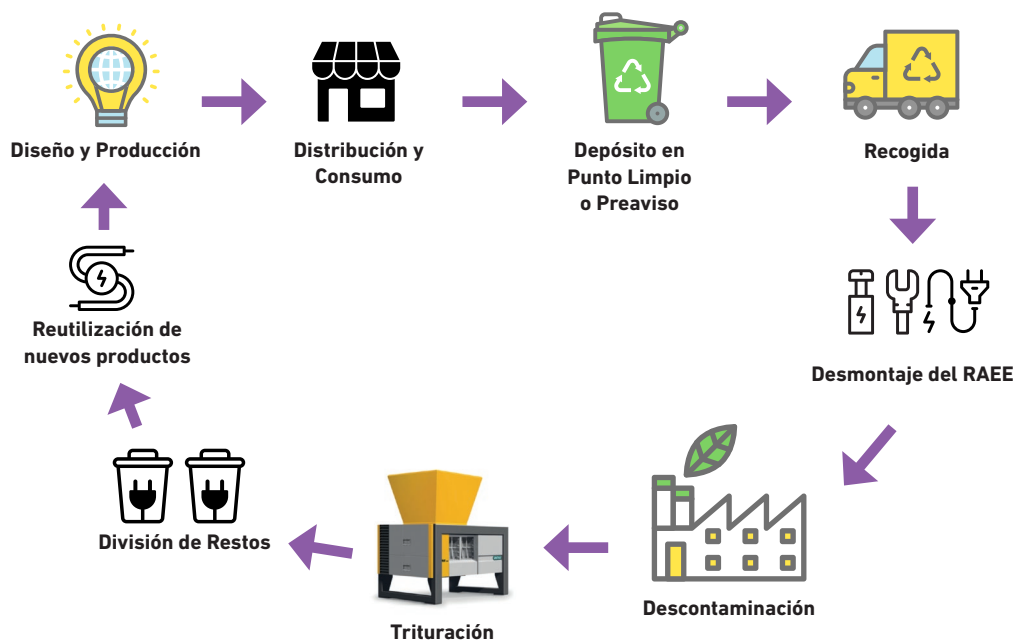 Diseño y Producción
Distribución y
Consumo
Depósito en
Punto Limpio
o Preaviso
Recogida
Reutilización de
nuevos productos
Desmontaje del RAEE
División de Restos
Descontaminación
Trituración